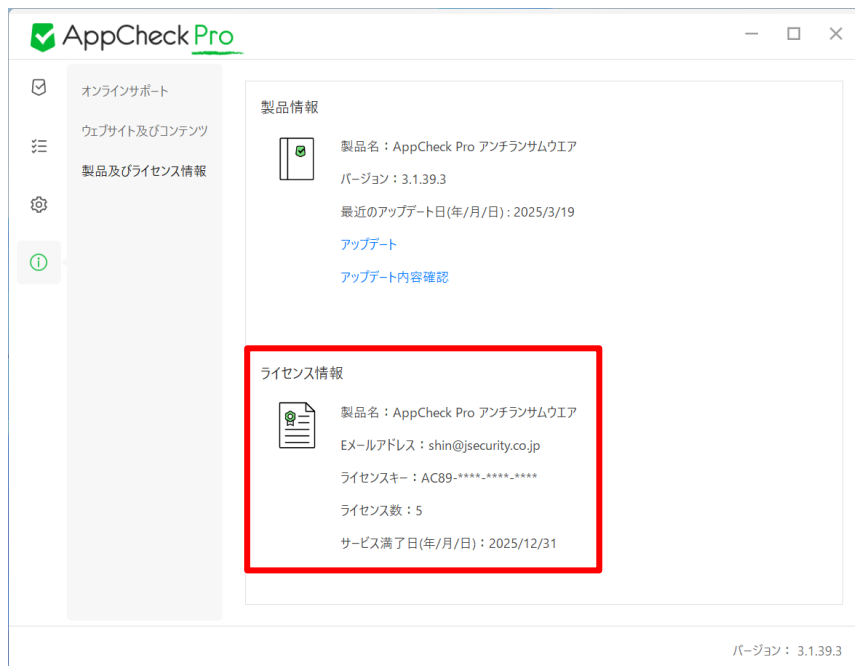 AppCheck Pro
オンラインサポート
ウェブサイト及びコンテンツ
製品及びライセンス情報
製品情報
製品名：AppCheck Pro アンチランサムウエア
バージョン：3.1.39.3
最近のアップデート日(年/月/日) : 2025/3/19
アップデート
アップデート内容確認
ライセンス情報
製品名：AppCheck Pro アンチランサムウエア
Eメールアドレス：shin@jsecurity.co.jp
ライセンスキー：AC89-****-****-****
ライセンス数：5
サービス満了日(年/月/日)：2025/12/31
バージョン： 3.1.39.3